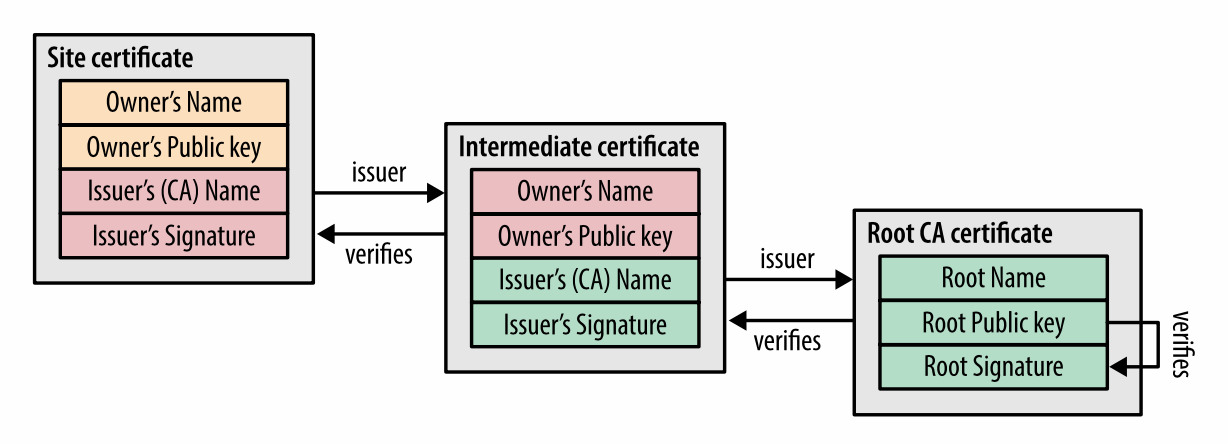 Site certificate
Owner’s Name
Owner’s Public key
Issuer’s (CA) Name
Issuer’s Signature
issuer
verifies
Intermediate certificate
Owner’s Name
Owner’s Public key
Issuer’s (CA) Name
Issuer’s Signature
issuer
verifies
Root CA certificate
Root Name
Root Public key
Root Signature
verifies